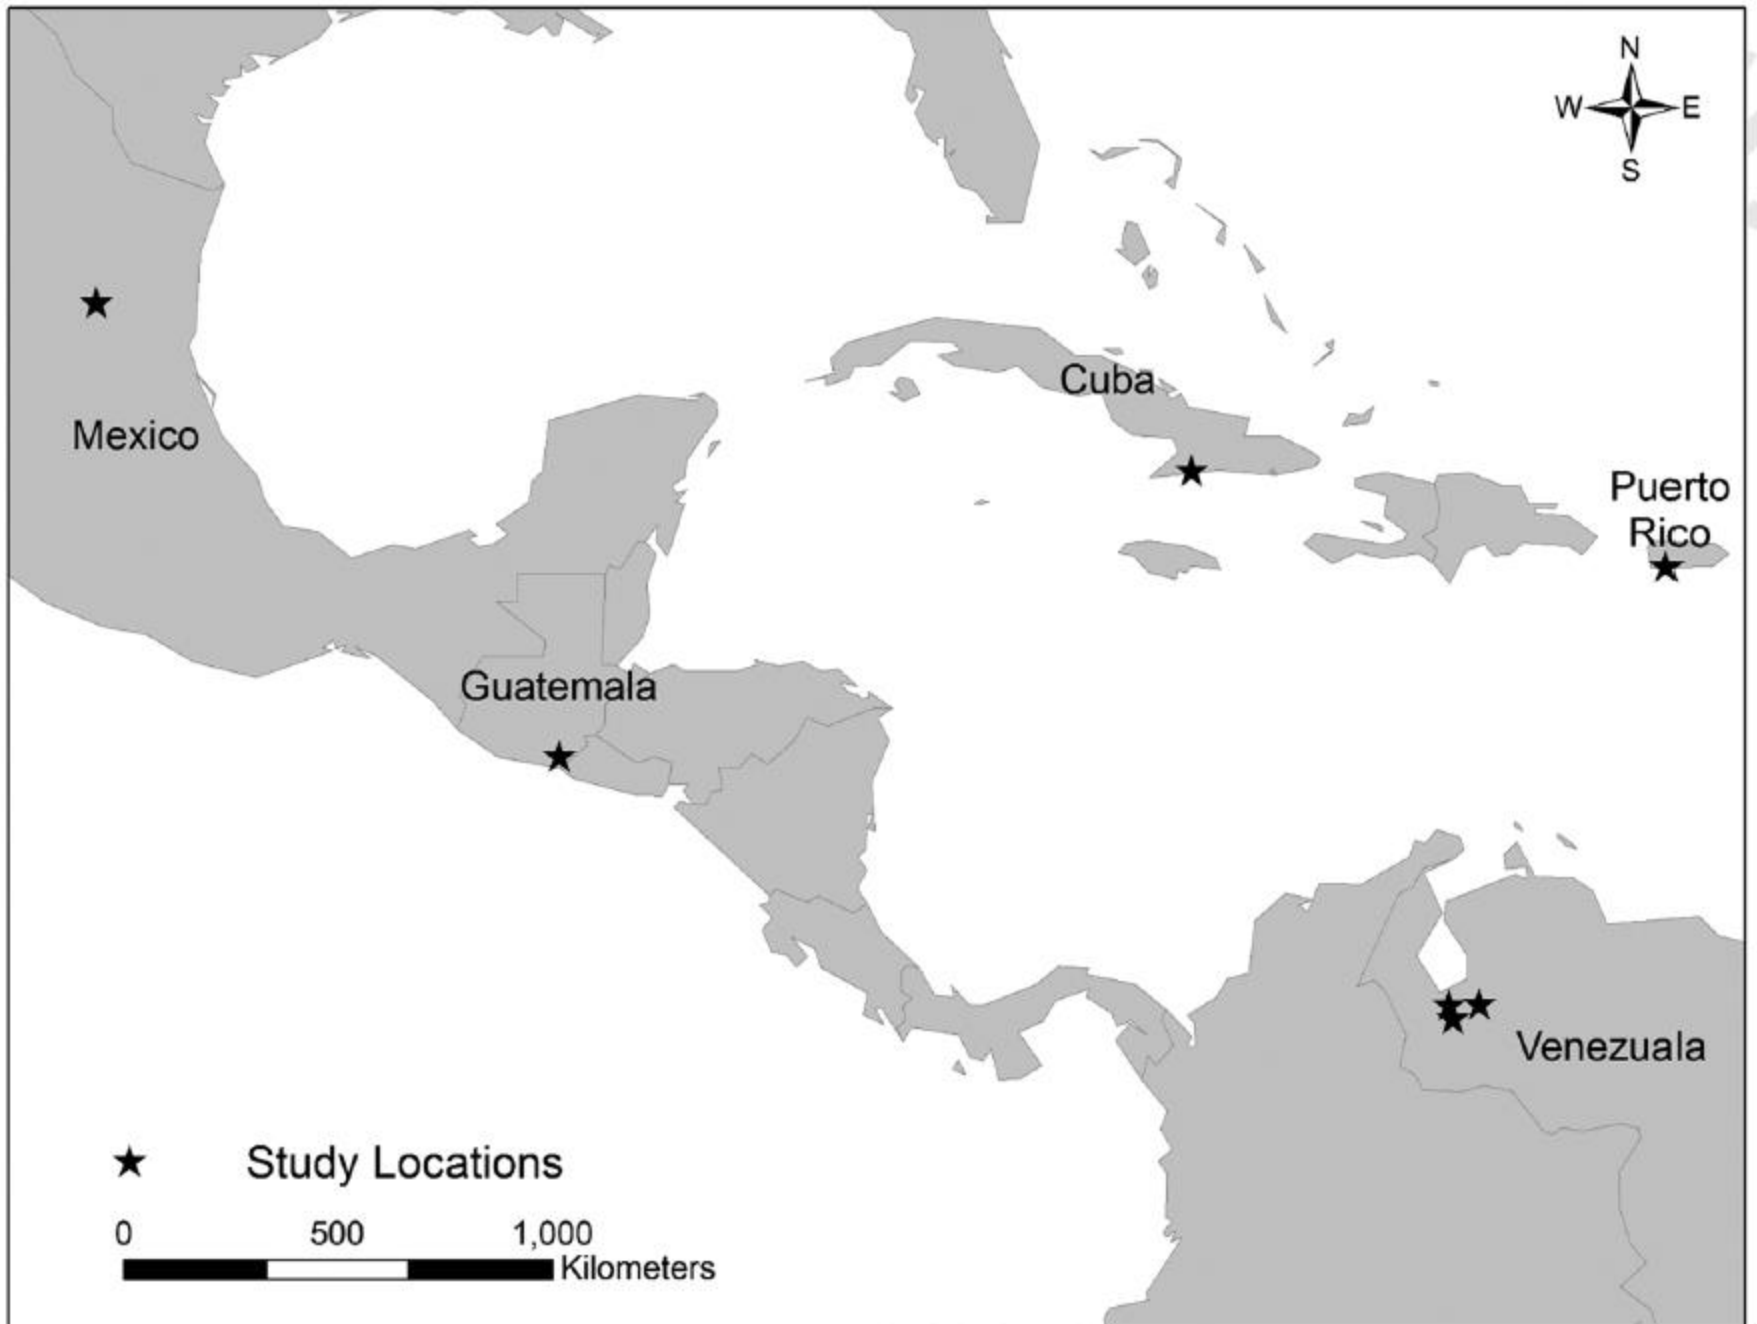 N
W E
S
Cuba
Mexico
Puerto
Rico
Guatemala
Venezuala
Study Locations
0 500 1,000
Kilometers